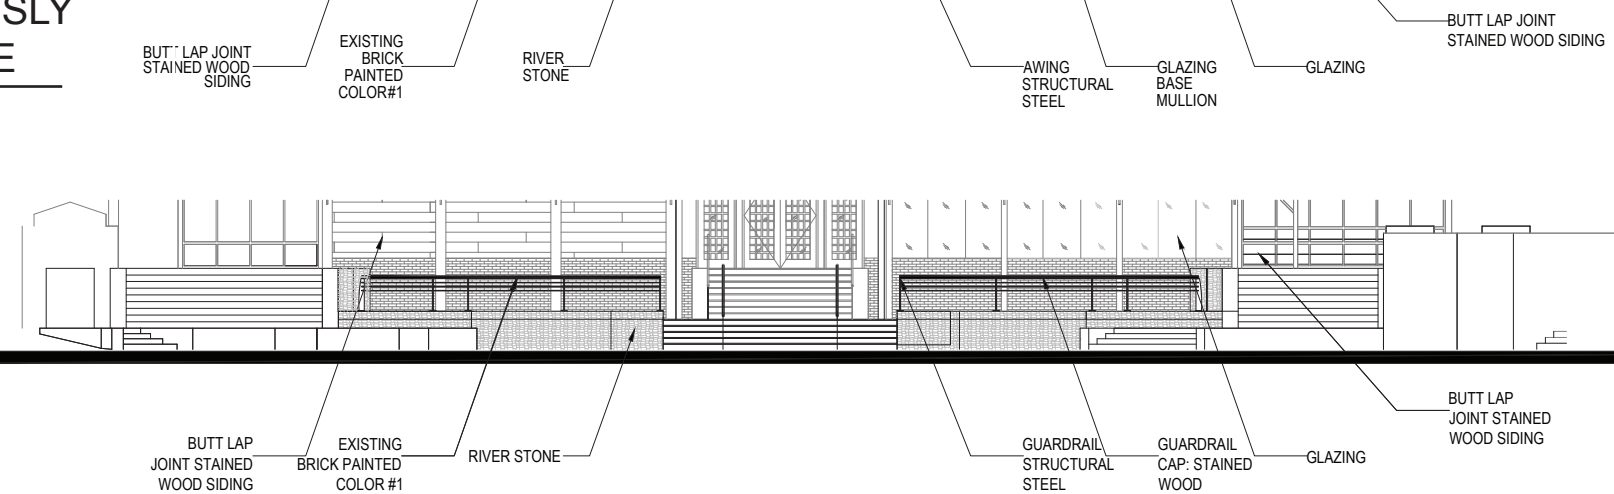 SLY
E
BUTT LAP JOINT
STAINED WOOD
SIDING
EXISTING
BRICK
PAINTED
COLOR#1
RIVER
STONE
AWING
STRUCTURAL
STEEL
GLAZING
BASE
MULLION
GLAZING
BUTT LAP JOINT
STAINED WOOD SIDING
BUTT LAP
JOINT STAINED
WOOD SIDING
EXISTING
BRICK PAINTED
COLOR #1
RIVER STONE
GUARDRAIL
STRUCTURAL
STEEL
GUARDRAIL
CAP: STAINED
WOOD
GLAZING
BUTT LAP
JOINT STAINED
WOOD SIDING